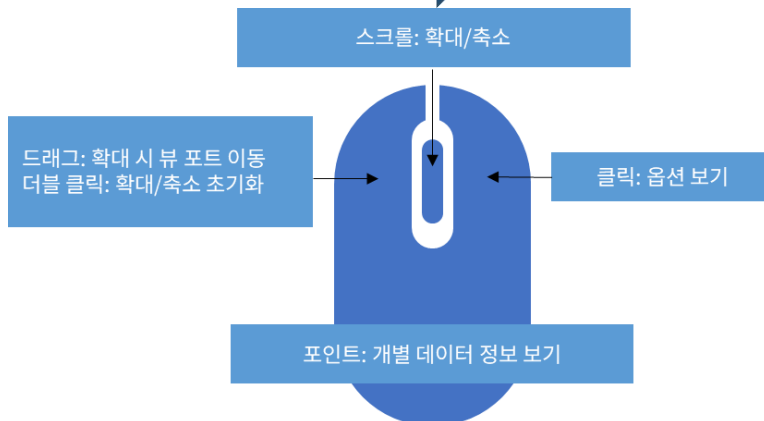 스크롤: 확대/축소
드래그: 확대 시 뷰 포트 이동
더블 클릭: 확대/축소 초기화
클릭: 옵션 보기
포인트: 개별 데이터 정보 보기